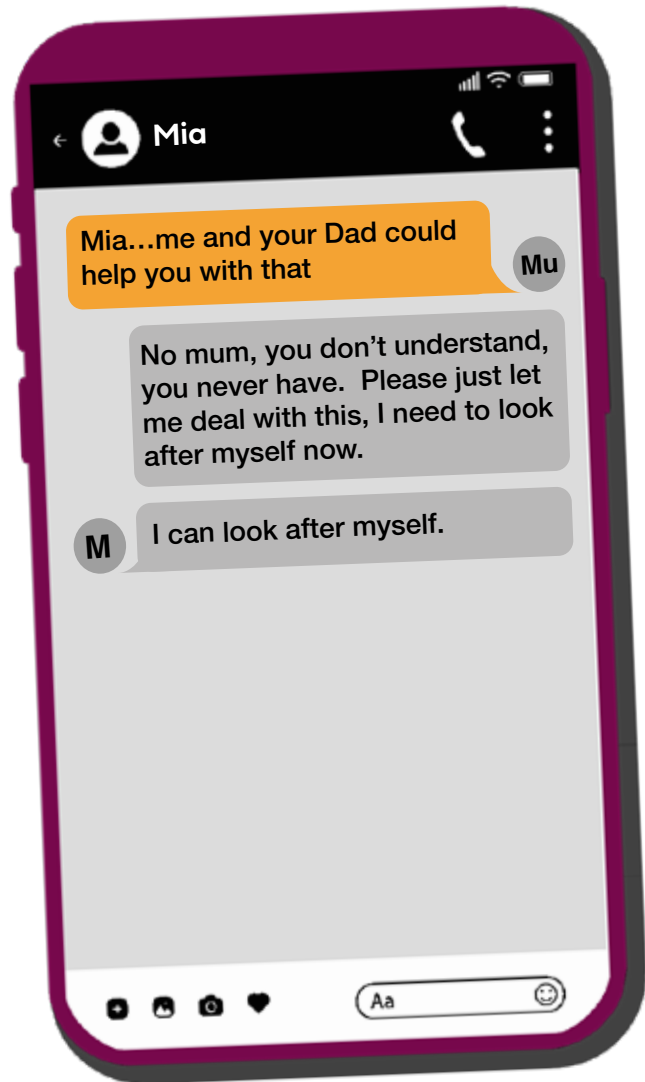 Mia
Mia…me and your Dad could
help you with that
Mu
No mum, you don’t understand,
you never have.  Please just let
me deal with this, I need to look
after myself now.
M
I can look after myself.
Aa